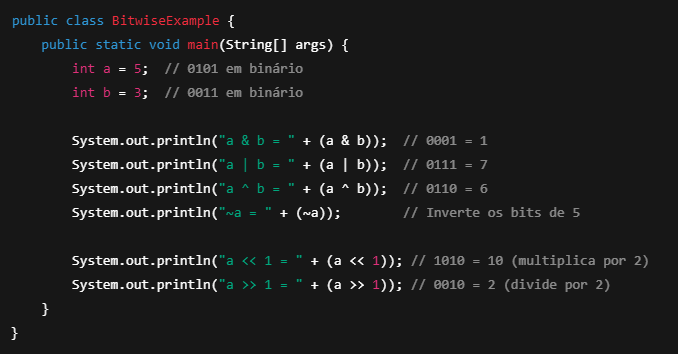 public class BitwiseExample {
    public static void main(String[] args) {
        int a = 5;  // 0101 em binário
        int b = 3;  // 0011 em binário

        System.out.println("a & b = " + (a & b));  // 0001 = 1
        System.out.println("a | b = " + (a | b));  // 0111 = 7
        System.out.println("a ^ b = " + (a ^ b));  // 0110 = 6
        System.out.println("~a = " + (~a));        // Inverte os bits de 5

        System.out.println("a << 1 = " + (a << 1)); // 1010 = 10 (multiplica por 2)
        System.out.println("a >> 1 = " + (a >> 1)); // 0010 = 2 (divide por 2)
    }
}